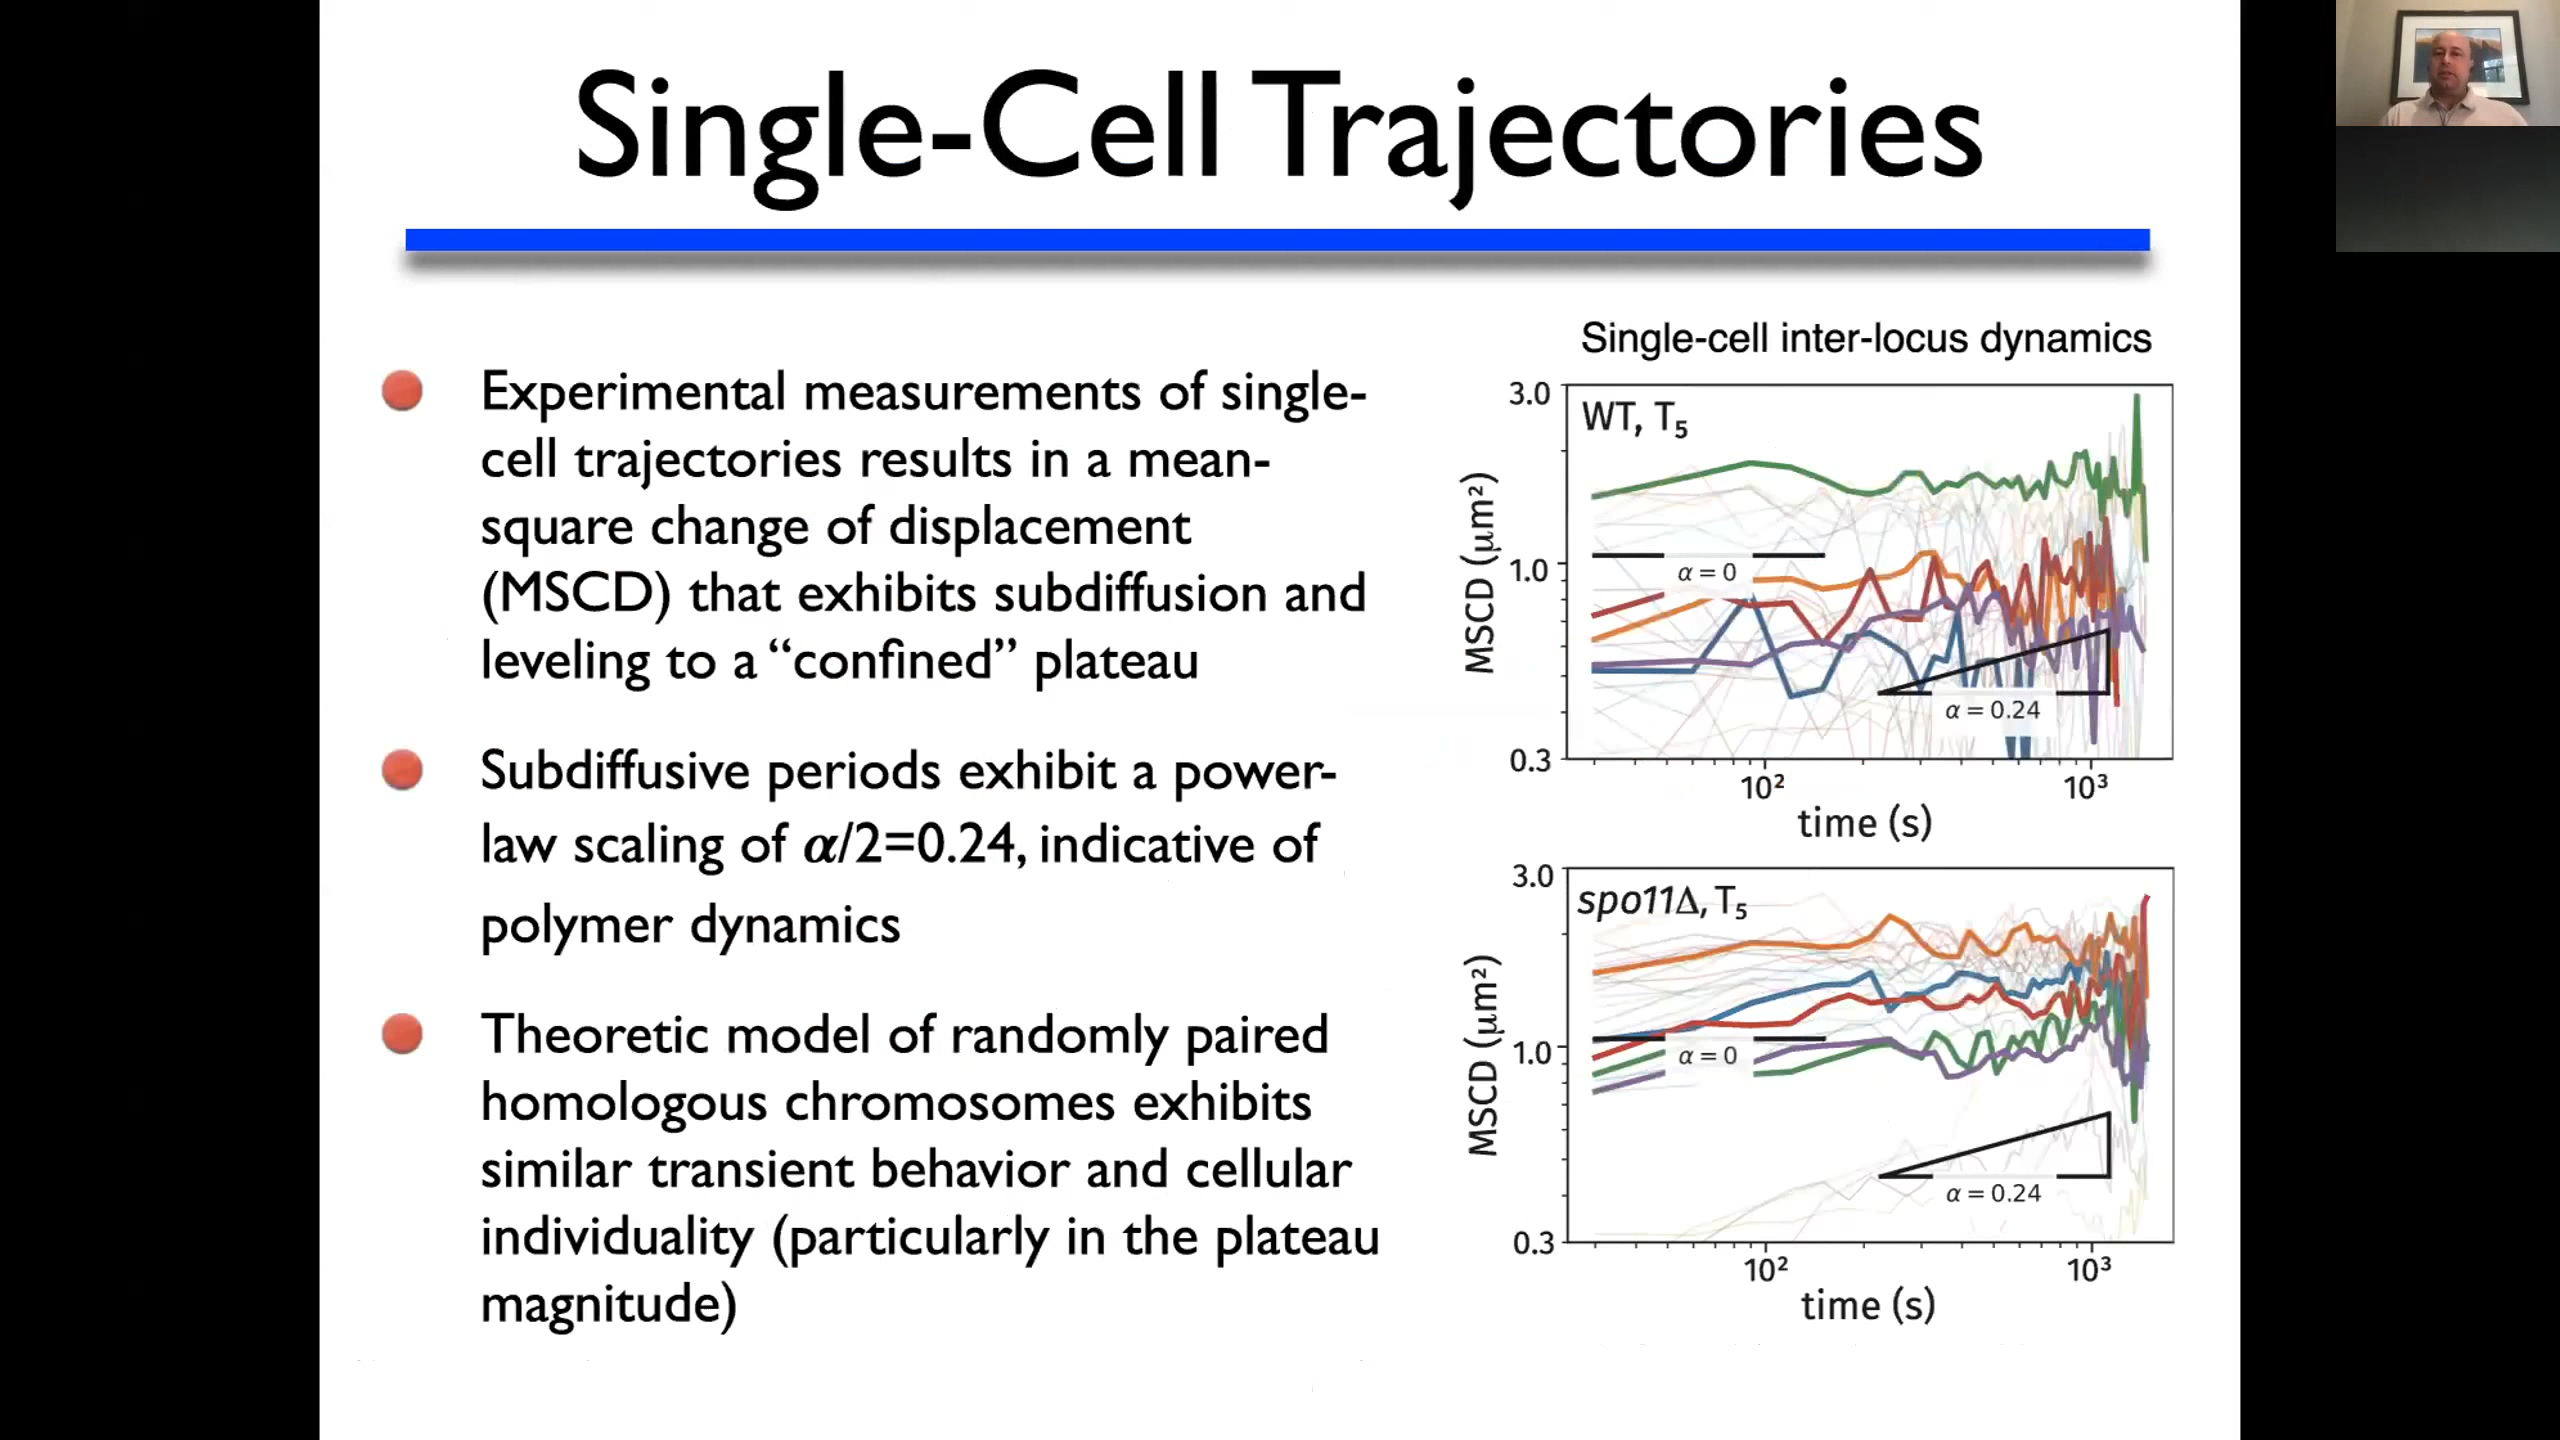 Single-Cell Trajectories
Experimental measurements of single-
cell trajectories results in a mean-
square change of displacement
(MSCD) that exhibits subdiffusion and
leveling to a “confined” plateau
Subdiffusive periods exhibit a power-
law scaling of α/2=0.24, indicative of
polymer dynamics
Theoretic model of randomly paired
homologous chromosomes exhibits
similar transient behavior and cellular
individuality (particularly in the plateau
magnitude)
Single-cell inter-locus dynamics
3.0
WT, T₅
MSCD (μm²)
1.0
α = 0
α = 0.24
0.3
10² 10³
time (s)
3.0
spo11Δ, T₅
MSCD (μm²)
1.0
α = 0
α = 0.24
0.3
10² 10³
time (s)